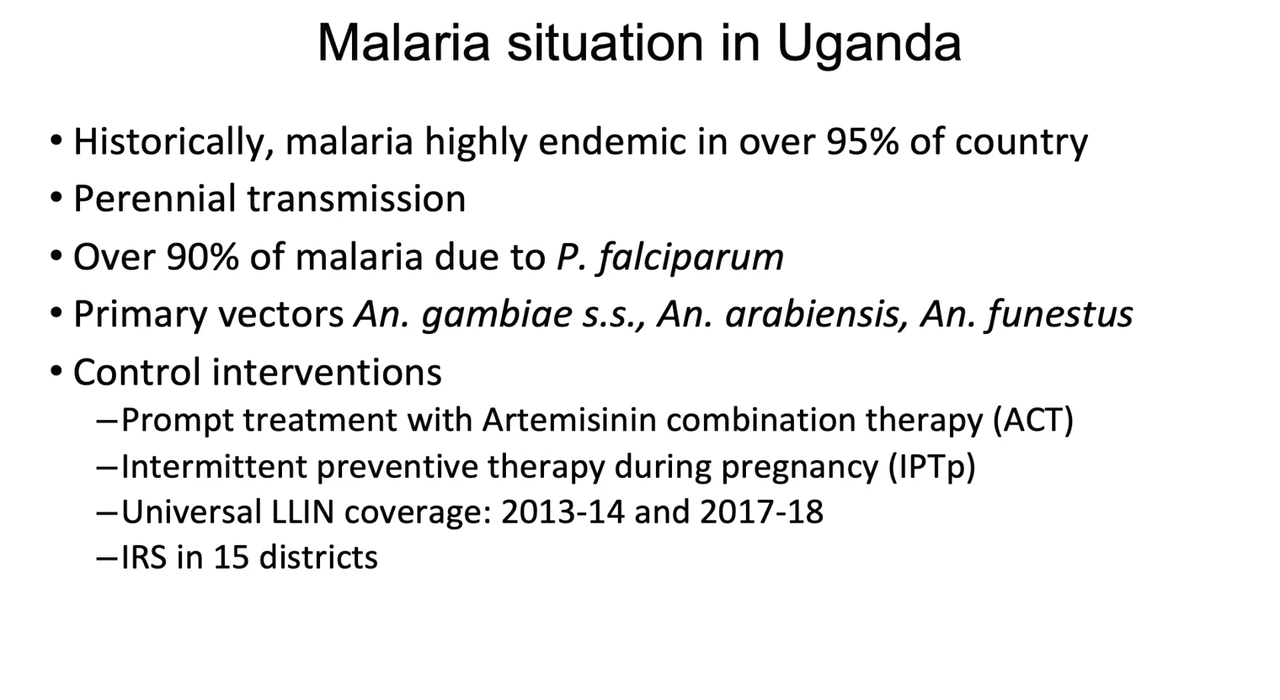 Malaria situation in Uganda
• Historically, malaria highly endemic in over 95% of country
• Perennial transmission
• Over 90% of malaria due to P. falciparum
• Primary vectors An. gambiae s.s., An. arabiensis, An. funestus
• Control interventions
–Prompt treatment with Artemisinin combination therapy (ACT)
–Intermittent preventive therapy during pregnancy (IPTp)
–Universal LLIN coverage: 2013-14 and 2017-18
–IRS in 15 districts